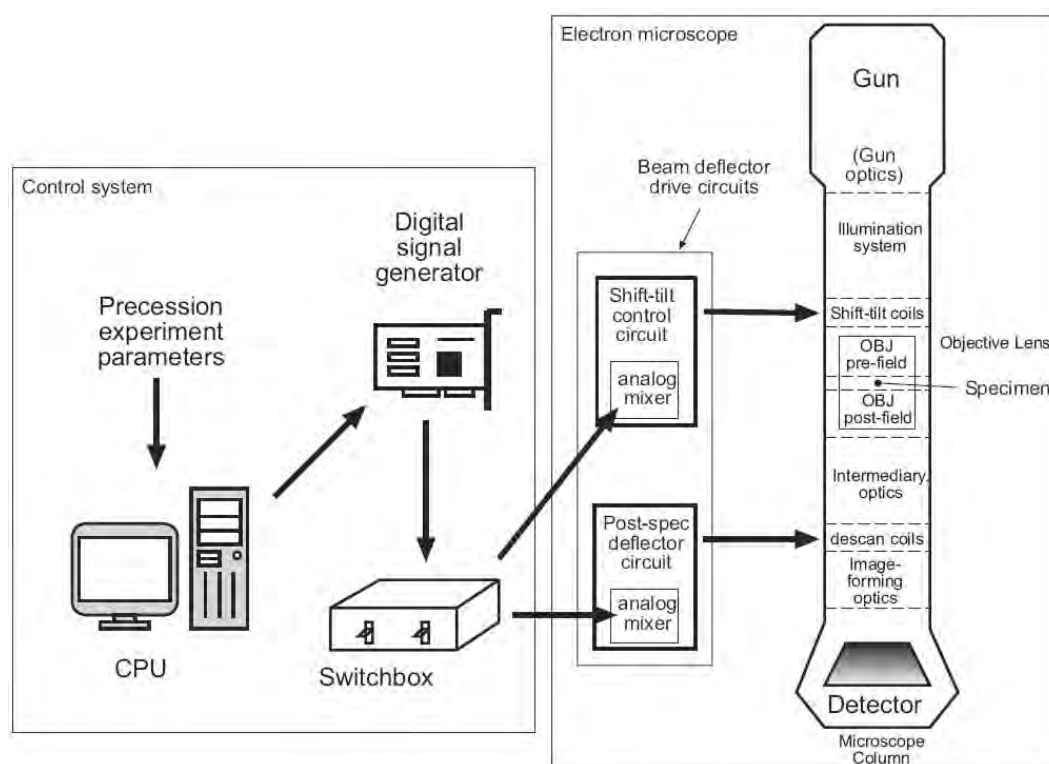 Control system
Precession
experiment
parameters
CPU
Digital
signal
generator
Switchbox
Electron microscope
Beam deflector
drive circuits
Shift-tilt
control
circuit
analog
mixer
Post-spec
deflector
circuit
analog
mixer
Gun
(Gun
optics)
Illumination
system
Shift-tilt coils
OBJ
pre-field
Objective Lens
Specimen
OBJ
post-field
Intermediary
optics
descan coils
Image-
forming
optics
Detector
Microscope
Column